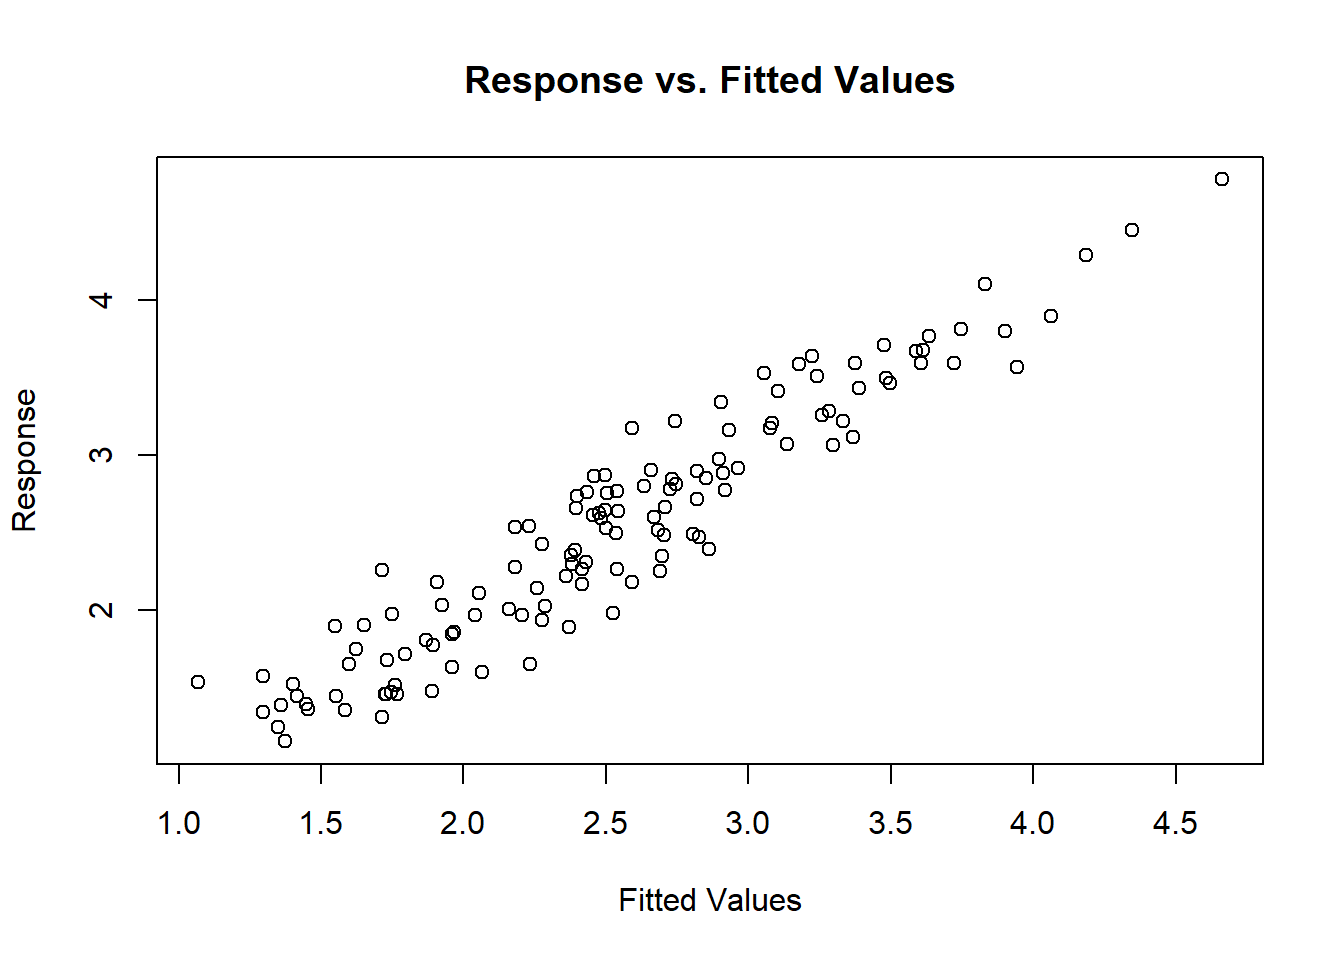 Response vs. Fitted Values
Response
4
3
2
1.0 1.5 2.0 2.5 3.0 3.5 4.0 4.5
Fitted Values